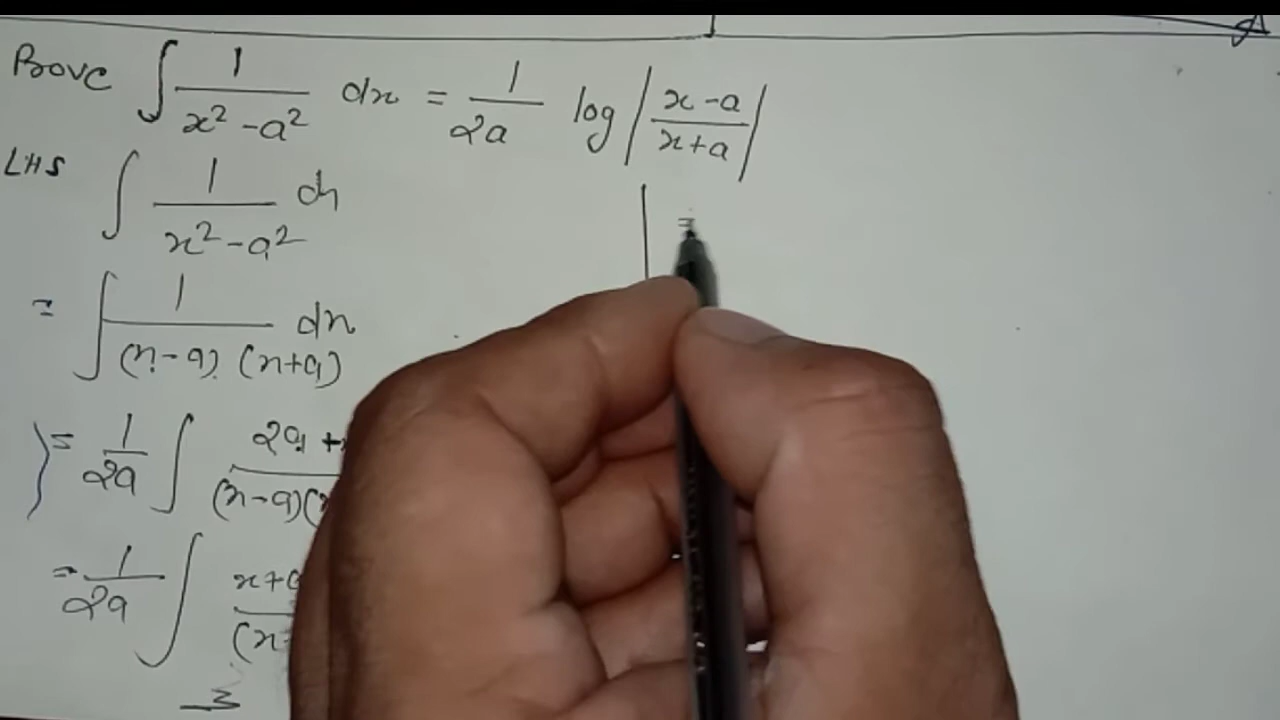 Prove ∫ 1/(x²-a²) dx = 1/2a log |(x-a)/(x+a)|
LHS ∫ 1/(x²-a²) dx
= ∫ 1/((x-a)(x+a)) dx
= 1/2a ∫ 2a +
(x-a)(
= 1/2a ∫ x+a
(x-
=